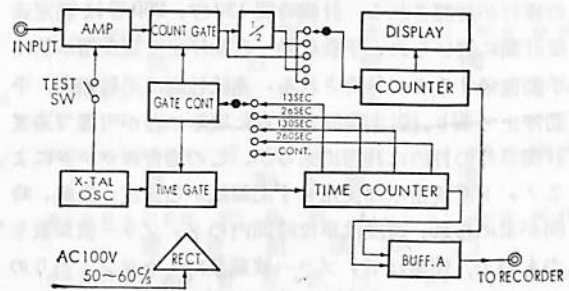 INPUT
AMP
COUNT GATE
1/2
DISPLAY
COUNTER
TEST
SW
GATE CONT
13SEC
26SEC
130SEC
260SEC
CONT.
X-TAL
OSC
TIME GATE
TIME COUNTER
AC100V
50~60C/S
RECT
BUFF.A
TO RECORDER